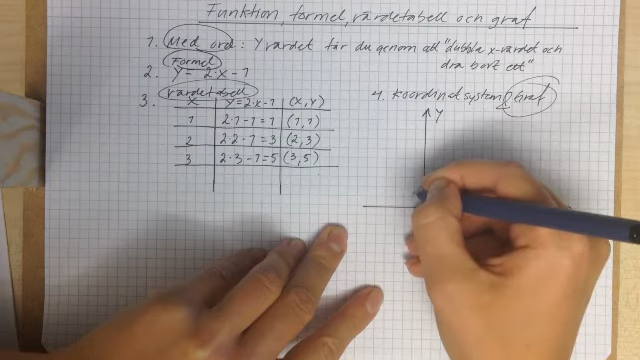 Funktion, formel, värdetabell och graf
1. Med ord: Y värdet får du genom att "dubbla x-värdet och
dra bort ett"
Formel
2. Y = 2·X - 1
3. Värdetabell
X Y=2·X-1 (X,Y)
1 2·1-1=1 (1,1)
2 2·2-1=3 (2,3)
3 2·3-1=5 (3,5)
4. Koordinatsystem Graf
Y